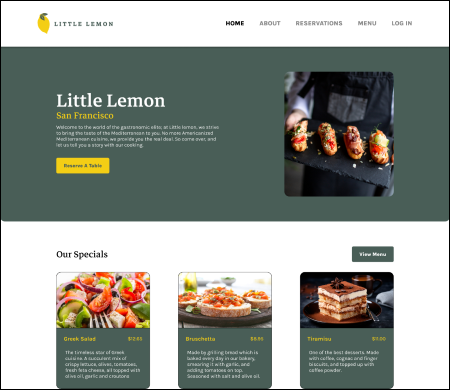 LITTLE LEMON
HOME ABOUT RESERVATIONS MENU LOG IN
Little Lemon
San Francisco
Welcome to the world of the gastronomic elite, at Little lemon, we strive
to bring the taste of the Mediterranean to you. No more Americanized
Mediterranean cuisine, we provide you the real deal. So come over, and
let us tell you a story with our cooking.
Reserve A Table
Our Specials
View Menu
Greek Salad
The timeless star of Greek
cuisine. A succulent mix of
crispy lettuce, olives, tomatoes,
fresh feta cheese, all topped with
olive oil, garlic and croutons.
Bruschetta
Made by grilling bread which is
baked every day in our bakery,
smearing it with garlic, and
adding tomatoes on top.
Seasoned with salt and olive oil.
Tiramisu
One of the best desserts. Made
with coffee, cognac and finger
biscuits, and topped up with
coffee powder.